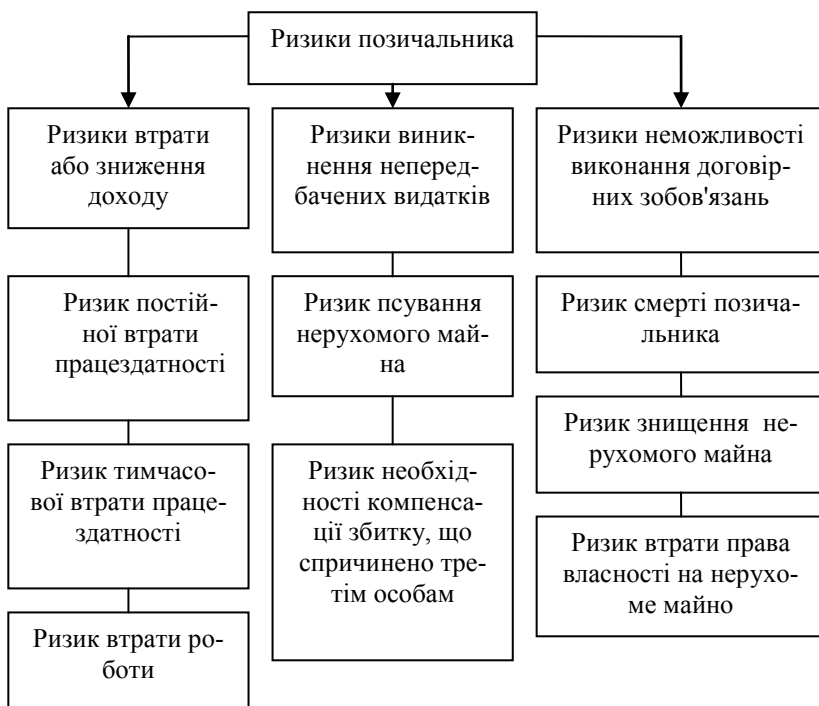 Ризики позичальника
Ризики втрати
або зниження
доходу
Ризик постій-
ної втрати
працездатності
Ризик тимчасо-
вої втрати праце-
здатності
Ризик втрати ро-
боти
Ризики виник-
нення неперед-
бачених видатків
Ризик псування
нерухомого май-
на
Ризик необхід-
ності компенса-
ції збитку, що
спричинено тре-
тім особам
Ризики неможливості
виконання договір-
них зобов'язань
Ризик смерті позича-
льника
Ризик знищення не-
рухомого майна
Ризик втрати права
власності на нерухо-
ме майно